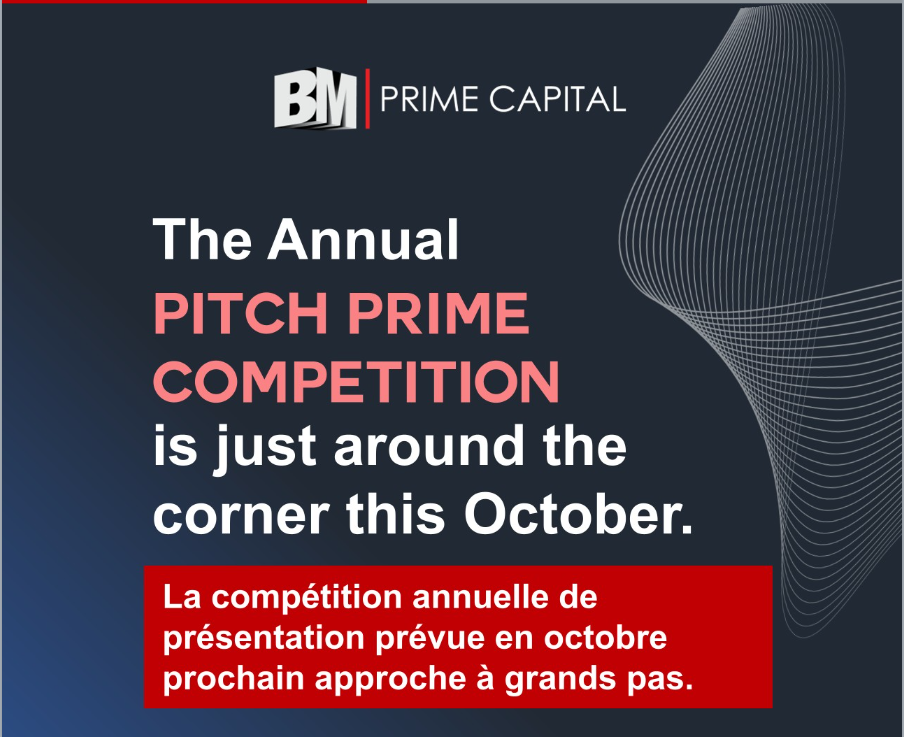 BM PRIME CAPITAL
The Annual
PITCH PRIME
COMPETITION
is just around the
corner this October.
La compétition annuelle de
présentation prévue en octobre
prochain approche à grands pas.